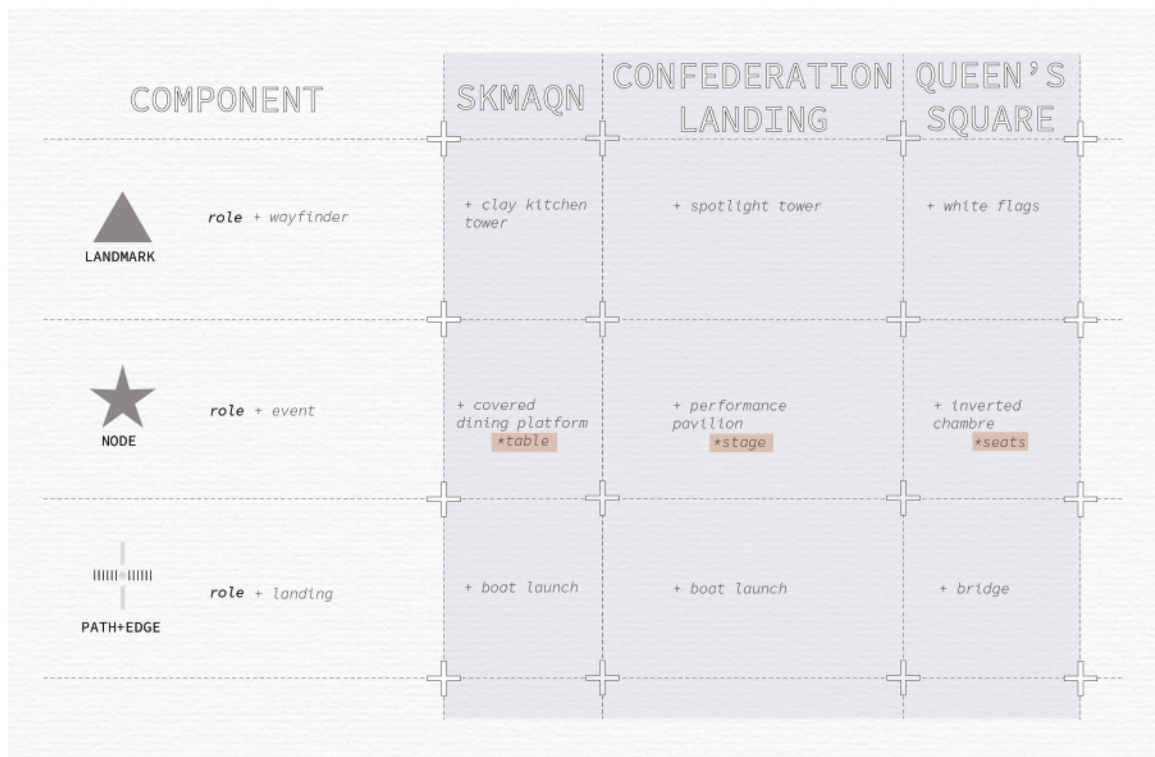 COMPONENT
SKMAQN
CONFEDERATION
LANDING
QUEEN'S
SQUARE
LANDMARK
role + wayfinder
+ clay kitchen
tower
+ spotlight tower
+ white flags
NODE
role + event
+ covered
dining platform
*table
+ performance
pavilion
*stage
+ inverted
chambre
*seats
PATH+EDGE
role + landing
+ boat launch
+ boat launch
+ bridge